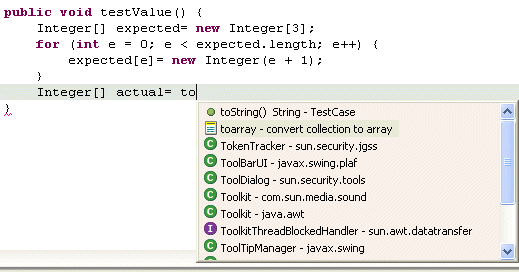 public void testValue() {
Integer[] expected= new Integer[3];
for (int e = 0; e < expected.length; e++) {
expected[e]= new Integer(e + 1);
}
Integer[] actual= to
}
toString()  String - TestCase
toarray - convert collection to array
TokenTracker - sun.security.jgss
ToolBarUI - javax.swing.plaf
ToolDialog - sun.security.tools
Toolkit - com.sun.media.sound
Toolkit - java.awt
ToolkitThreadBlockedHandler - sun.awt.datatransfer
ToolTipManager - javax.swing